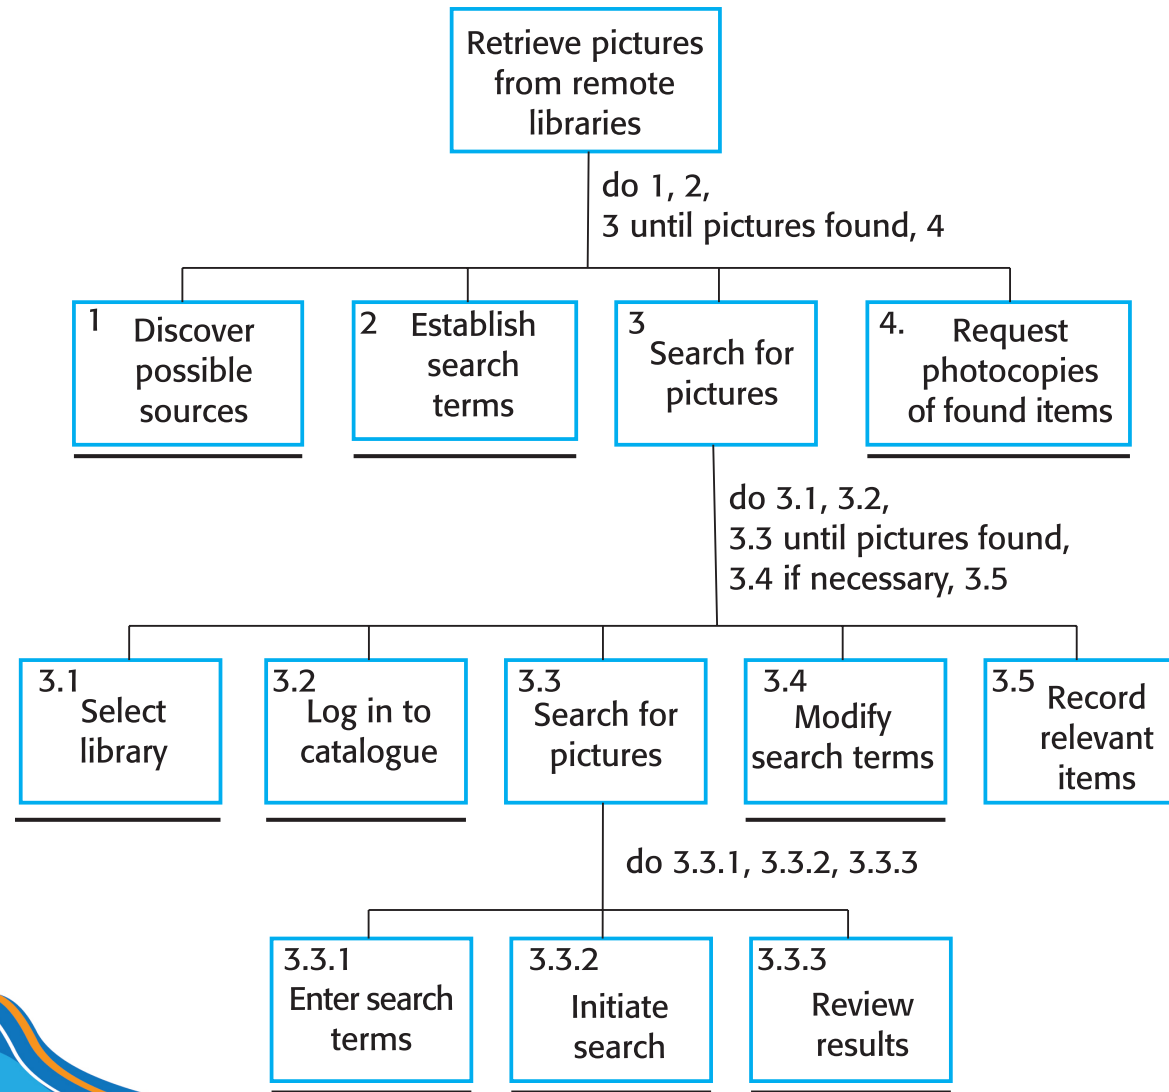 Retrieve pictures
from remote
libraries
do 1, 2,
3 until pictures found, 4
1
Discover
possible
sources
2
Establish
search
terms
3
Search for
pictures
4.
Request
photocopies
of found items
do 3.1, 3.2,
3.3 until pictures found,
3.4 if necessary, 3.5
3.1
Select
library
3.2
Log in to
catalogue
3.3
Search for
pictures
3.4
Modify
search terms
3.5
Record
relevant
items
do 3.3.1, 3.3.2, 3.3.3
3.3.1
Enter search
terms
3.3.2
Initiate
search
3.3.3
Review
results